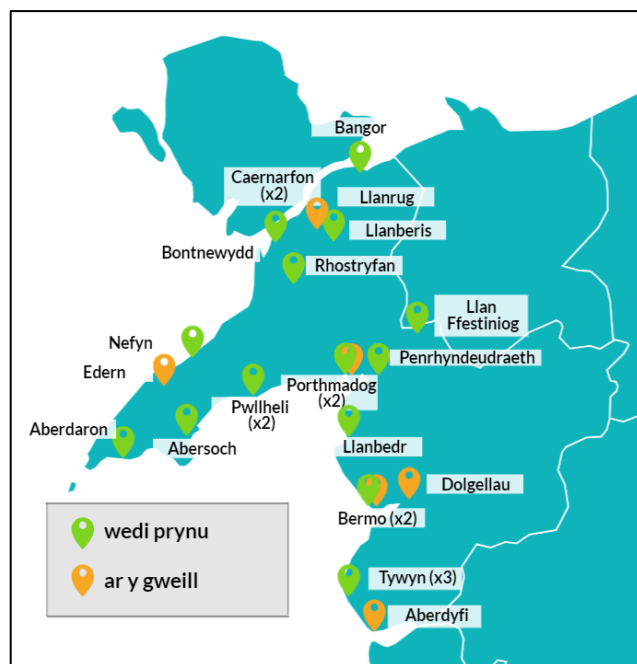 Bangor
Caernarfon
(x2)
Llanrug
Llanberis
Bontnewydd
Rhostryfan
Llan
Ffestiniog
Nefyn
Penrhyndeudraeth
Edern
Porthmadog
(x2)
Pwllheli
(x2)
Aberdaron
Abersoch
Llanbedr
Dolgellau
Bermo (x2)
wedi prynu
ar y gweill
Tywyn (x3)
Aberdyfi